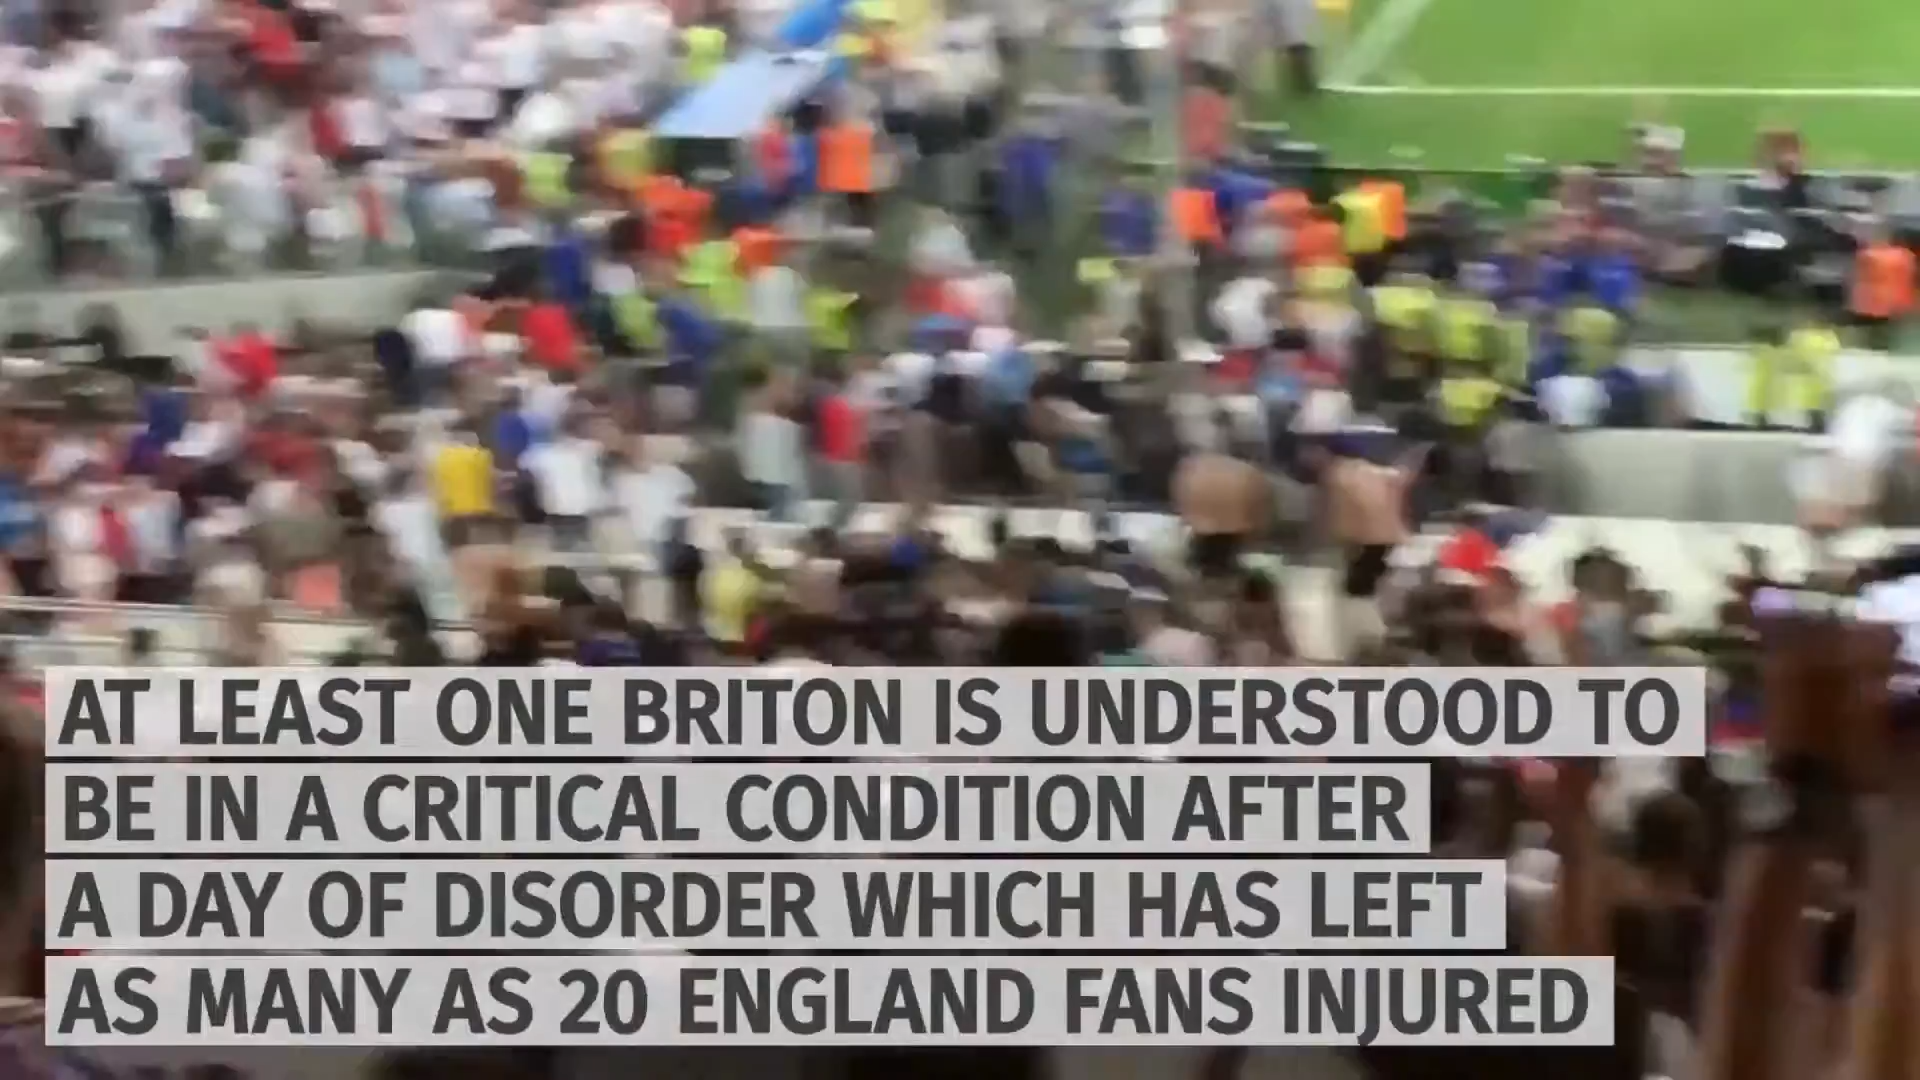 AT LEAST ONE BRITON IS UNDERSTOOD TO
BE IN A CRITICAL CONDITION AFTER
A DAY OF DISORDER WHICH HAS LEFT
AS MANY AS 20 ENGLAND FANS INJURED